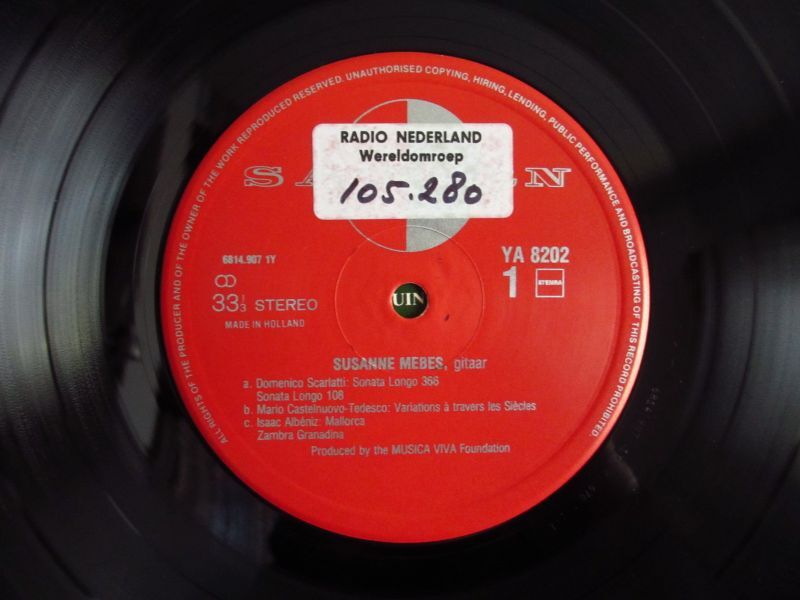 ALL RIGHTS OF THE PRODUCER AND OF THE OWNER OF THE WORK REPRODUCED RESERVED. UNAUTHORISED COPYING, HIRING, LENDING, PUBLIC PERFORMANCE AND BROADCASTING OF THIS RECORD PROHIBITED.
RADIO NEDERLAND
Wereldomroep
105.280
6814.907 1Y
YA 8202
1
STEMRA
33 1/3 STEREO
MADE IN HOLLAND
UIN
SUSANNE MEBES, gitaar
a. Domenico Scarlatti: Sonata Longo 366
Sonata Longo 108
b. Mario Castelnuovo-Tedesco: Variations à travers les Siècles
c. Isaac Albéniz: Mallorca
Zambra Granadina
Produced by the MUSICA VIVA Foundation